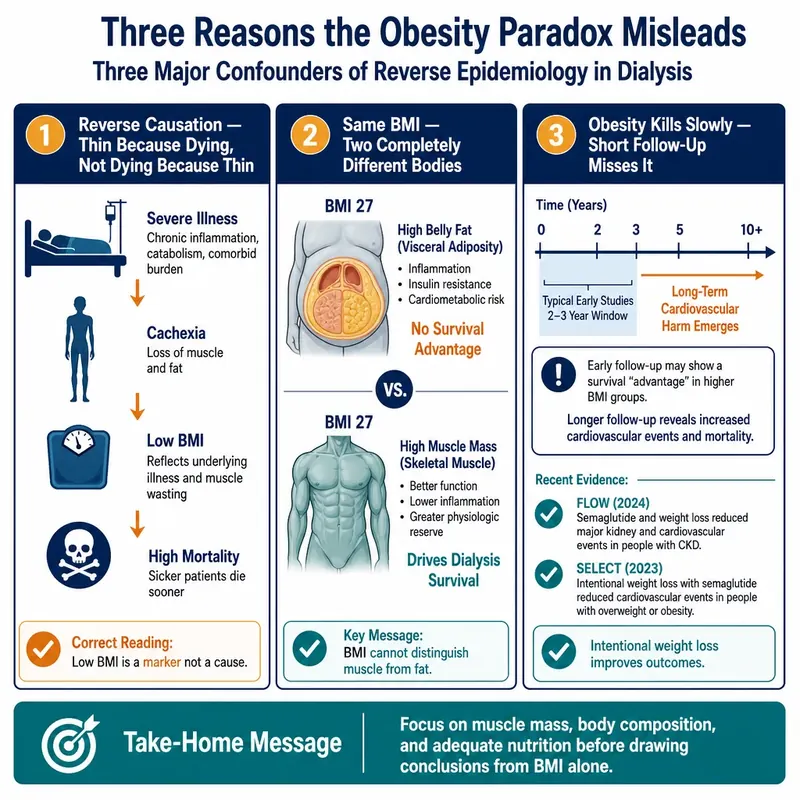 Three Reasons the Obesity Paradox Misleads
Three Major Confounders of Reverse Epidemiology in Dialysis
1
Reverse Causation —
Thin Because Dying,
Not Dying Because Thin
Severe Illness
Chronic inflammation,
catabolism, comorbid
burden
Cachexia
Loss of muscle
and fat
Low BMI
Reflects underlying
illness and muscle
wasting
High Mortality
Sicker patients die
sooner
Correct Reading:
Low BMI is a marker not a cause.
2
Same BMI —
Two Completely
Different Bodies
BMI 27
High Belly Fat
(Visceral Adiposity)
• Inflammation
• Insulin resistance
• Cardiometabolic risk
No Survival
Advantage
VS.
BMI 27
High Muscle Mass
(Skeletal Muscle)
• Better function
• Lower inflammation
• Greater physiologic
reserve
Drives Dialysis
Survival
Key Message:
BMI cannot distinguish
muscle from fat.
3
Obesity Kills Slowly —
Short Follow-Up
Misses It
Time (Years)
0 2 3 5 10+
Typical Early Studies
2–3 Year Window
Long-Term
Cardiovascular
Harm Emerges
!
Early follow-up may show a
survival “advantage” in higher
BMI groups.
Longer follow-up reveals increased
cardiovascular events and mortality.
Recent Evidence:
FLOW (2024)
Semaglutide and weight loss reduced
major kidney and cardiovascular
events in people with CKD.
SELECT (2023)
Intentional weight loss with semaglutide
reduced cardiovascular events in people
with overweight or obesity.
Intentional weight loss
improves outcomes.
Take-Home Message
Focus on muscle mass, body composition,
and adequate nutrition before drawing
conclusions from BMI alone.